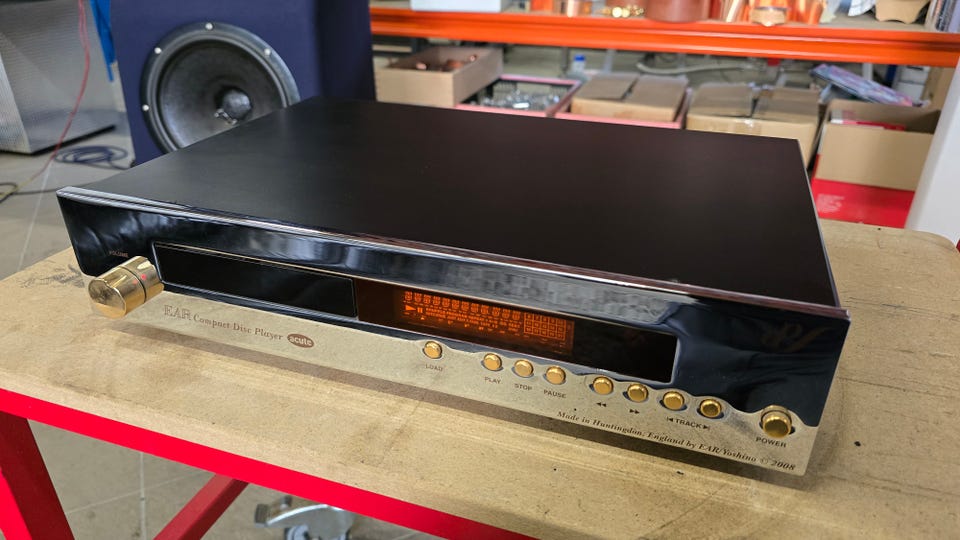 VOLUME
EAR Compact Disc Player acute
LOAD
PLAY
STOP
PAUSE
◀◀
▶▶
|◀ TRACK ▶|
POWER
Made in Huntingdon, England by EAR/Yoshino © 2008